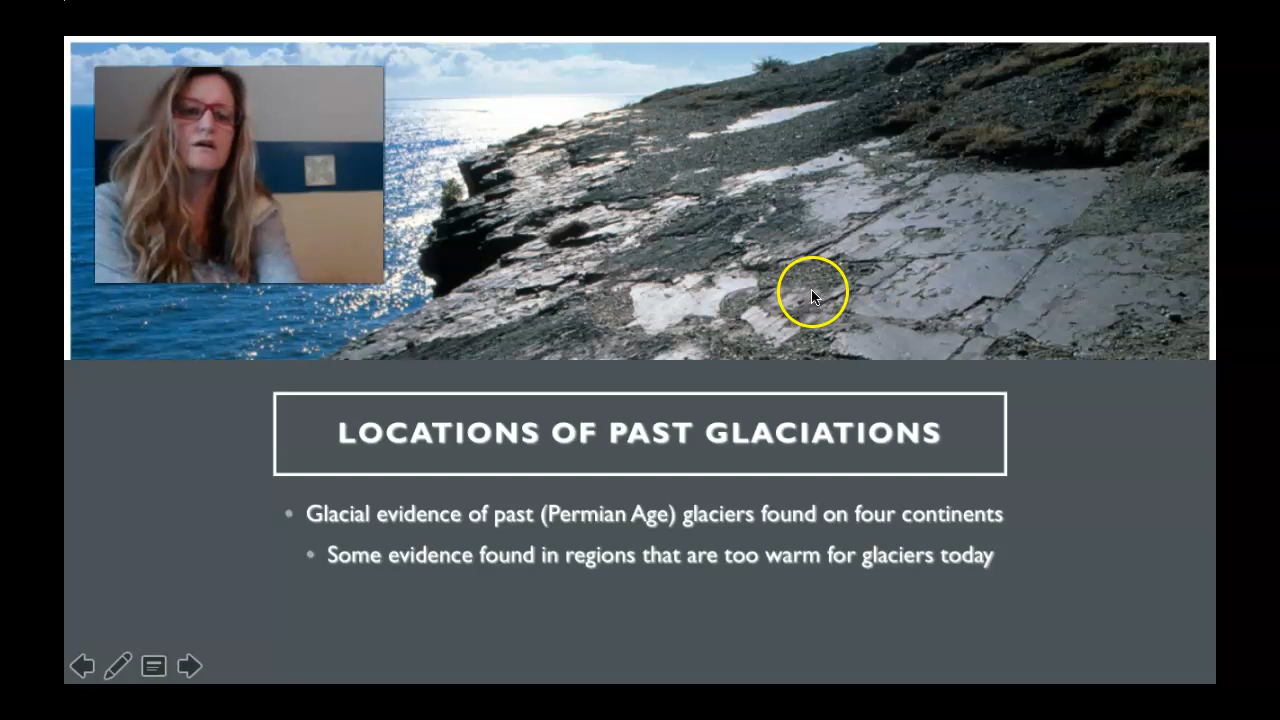 LOCATIONS OF PAST GLACIATIONS
• Glacial evidence of past (Permian Age) glaciers found on four continents
• Some evidence found in regions that are too warm for glaciers today